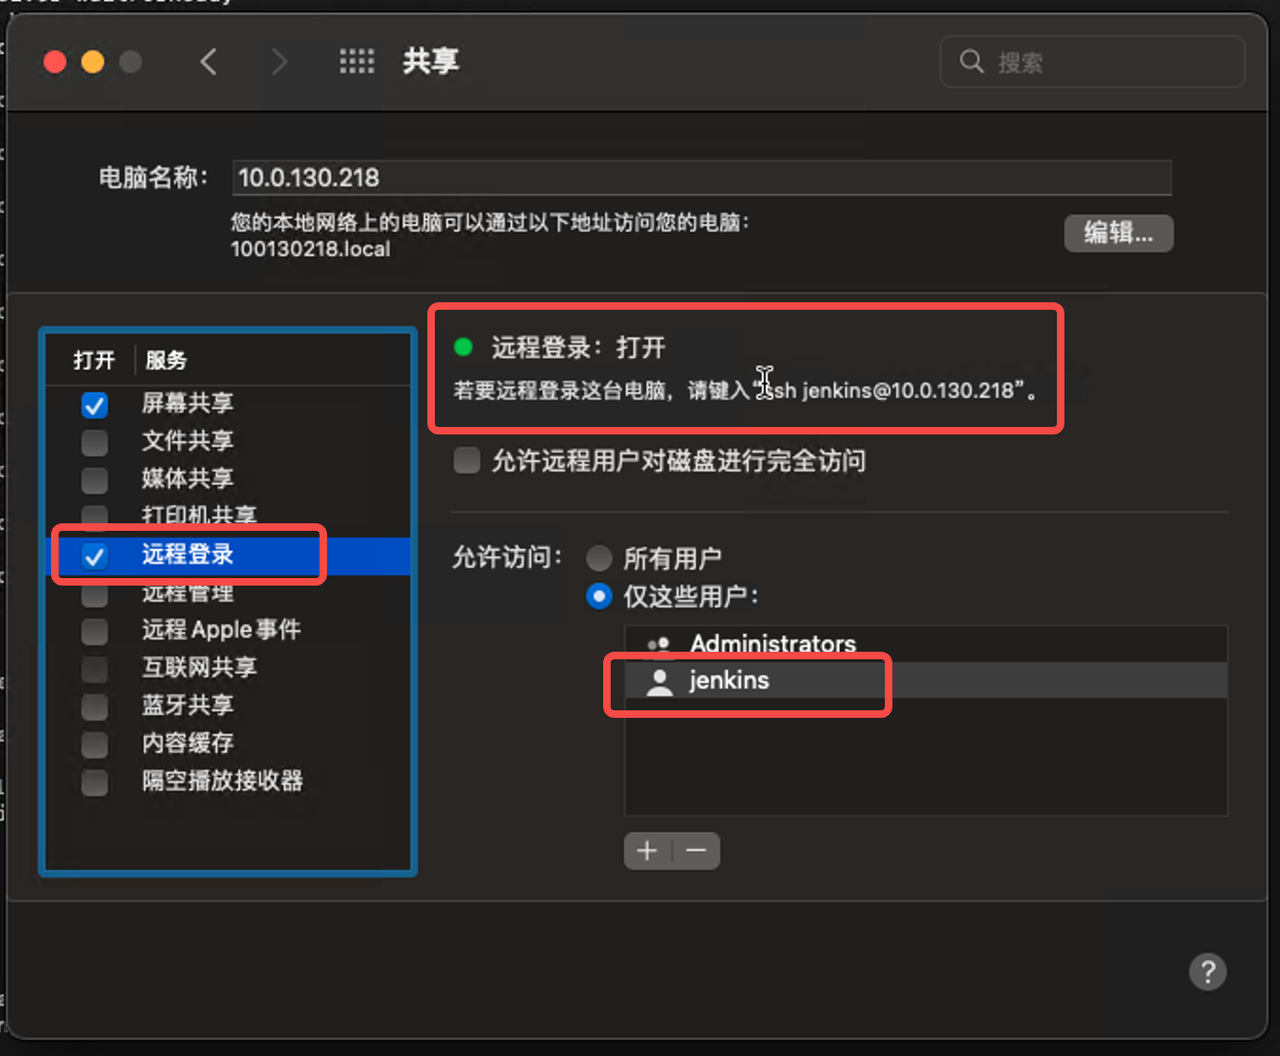 共享
搜索
电脑名称：
10.0.130.218
您的本地网络上的电脑可以通过以下地址访问您的电脑：
100130218.local
编辑...
打开 服务
屏幕共享
文件共享
媒体共享
打印机共享
远程登录
远程管理
远程Apple事件
互联网共享
蓝牙共享
内容缓存
隔空播放接收器
远程登录：打开
若要远程登录这台电脑，请键入“ssh jenkins@10.0.130.218”。
允许远程用户对磁盘进行完全访问
允许访问：
所有用户
仅这些用户：
Administrators
jenkins
+ −
?